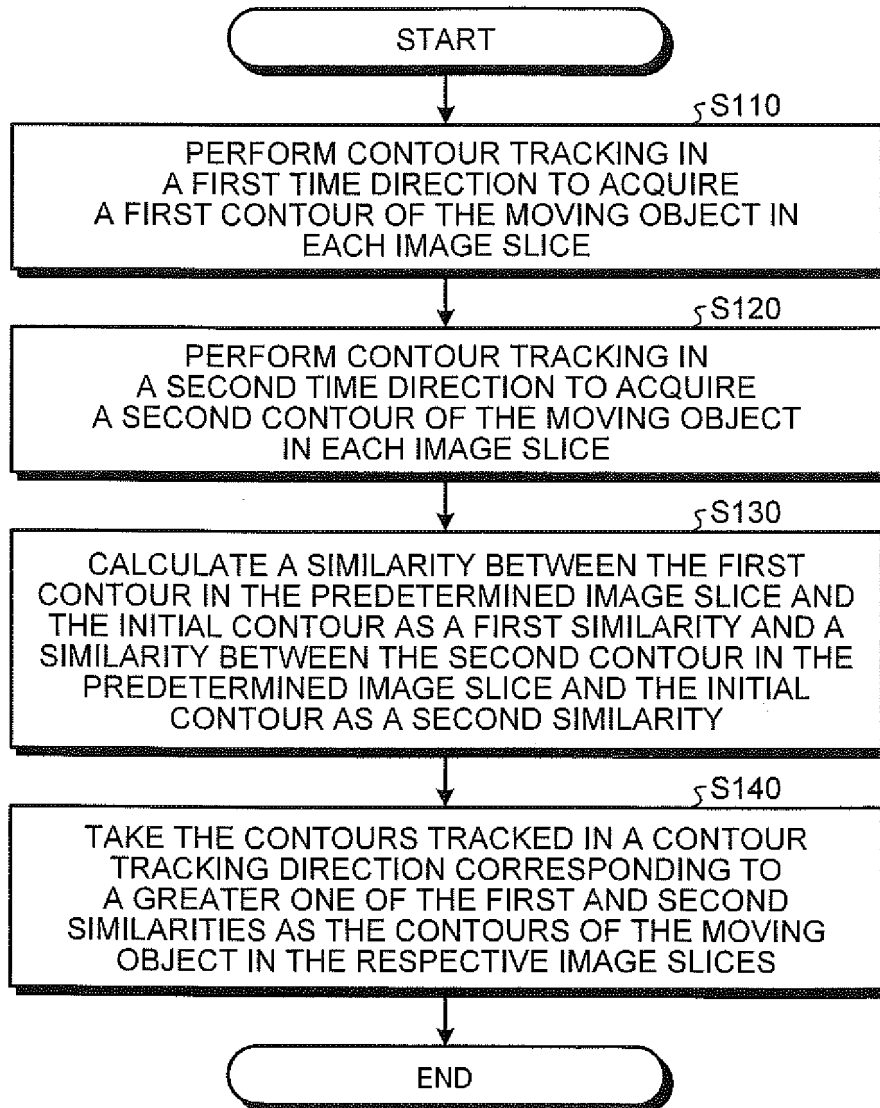 START
S110
PERFORM CONTOUR TRACKING IN
A FIRST TIME DIRECTION TO ACQUIRE
A FIRST CONTOUR OF THE MOVING OBJECT IN
EACH IMAGE SLICE
S120
PERFORM CONTOUR TRACKING IN
A SECOND TIME DIRECTION TO ACQUIRE
A SECOND CONTOUR OF THE MOVING OBJECT
IN EACH IMAGE SLICE
S130
CALCULATE A SIMILARITY BETWEEN THE FIRST
CONTOUR IN THE PREDETERMINED IMAGE SLICE AND
THE INITIAL CONTOUR AS A FIRST SIMILARITY AND A
SIMILARITY BETWEEN THE SECOND CONTOUR IN THE
PREDETERMINED IMAGE SLICE AND THE INITIAL
CONTOUR AS A SECOND SIMILARITY
S140
TAKE THE CONTOURS TRACKED IN A CONTOUR
TRACKING DIRECTION CORRESPONDING TO
A GREATER ONE OF THE FIRST AND SECOND
SIMILARITIES AS THE CONTOURS OF THE MOVING
OBJECT IN THE RESPECTIVE IMAGE SLICES
END